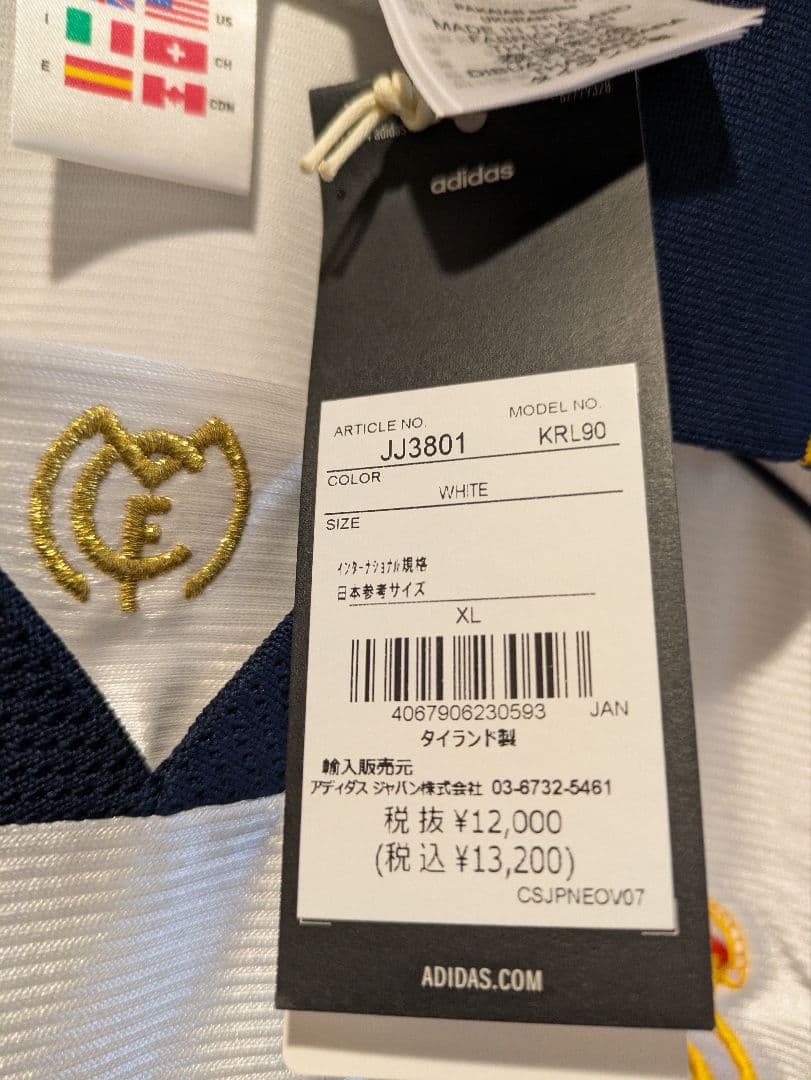 I
US
CH
E
CDN
MADE IN
adidas
adidas
ARTICLE NO.
MODEL NO.
JJ3801
KRL90
COLOR
WHITE
SIZE
インターナショナル規格
日本参考サイズ
XL
4067906230593 JAN
タイランド製
輸入販売元
アディダス ジャパン株式会社 03-6732-5461
税抜 ¥12,000
(税込 ¥13,200)
CSJPNEOV07
ADIDAS.COM